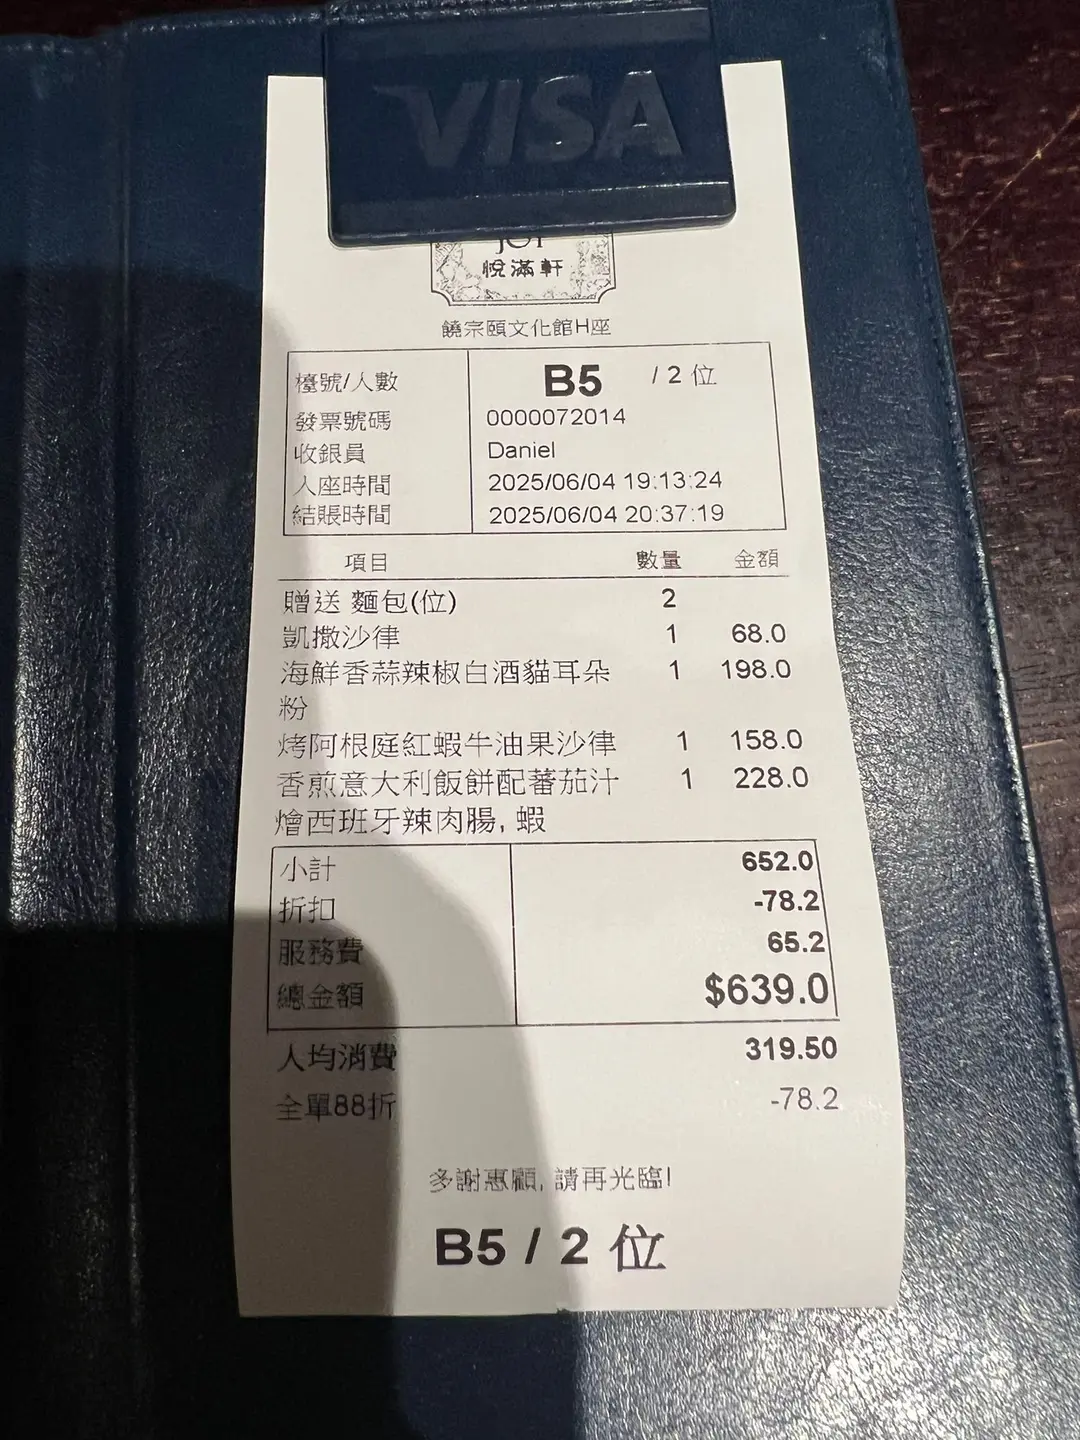 VISA
JOY
悅滿軒
饒宗頤文化館H座
檯號/人數 B5 / 2 位
發票號碼 0000072014
收銀員 Daniel
入座時間 2025/06/04 19:13:24
結賬時間 2025/06/04 20:37:19
項目 數量 金額
贈送 麵包(位) 2
凱撒沙律 1 68.0
海鮮香蒜辣椒白酒貓耳朵 1 198.0
粉
烤阿根庭紅蝦牛油果沙律 1 158.0
香煎意大利飯餅配蕃茄汁 1 228.0
燴西班牙辣肉腸, 蝦
小計 652.0
折扣 -78.2
服務費 65.2
總金額 $639.0
人均消費 319.50
全單88折 -78.2
多謝惠顧, 請再光臨!
B5 / 2 位